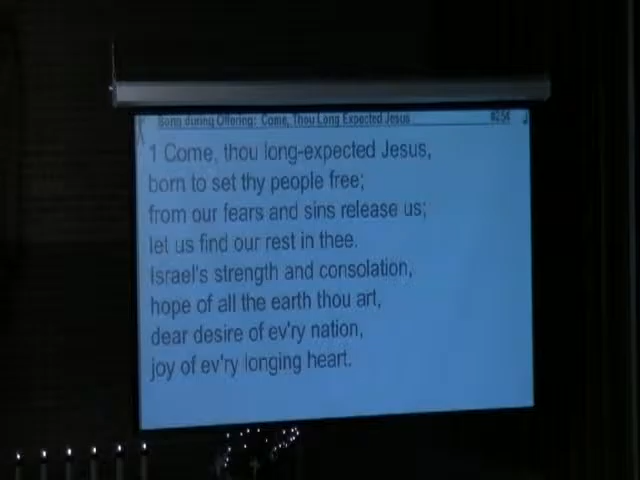 Song during Offering: Come, Thou Long Expected Jesus #254
1 Come, thou long-expected Jesus,
born to set thy people free;
from our fears and sins release us;
let us find our rest in thee.
Israel's strength and consolation,
hope of all the earth thou art,
dear desire of ev'ry nation,
joy of ev'ry longing heart.